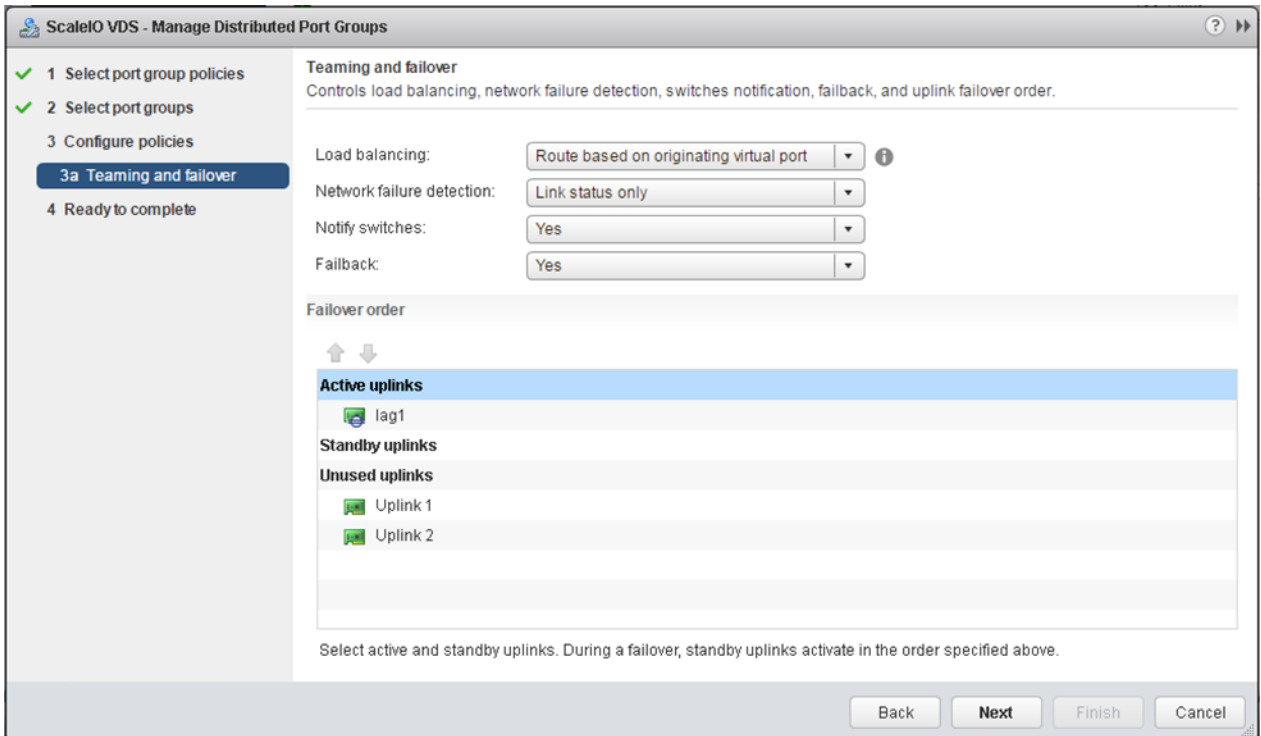 ScaleIO VDS - Manage Distributed Port Groups
1 Select port group policies
2 Select port groups
3 Configure policies
3a Teaming and failover
4 Ready to complete
Teaming and failover
Controls load balancing, network failure detection, switches notification, failback, and uplink failover order.
Load balancing: Route based on originating virtual port
Network failure detection: Link status only
Notify switches: Yes
Failback: Yes
Failover order
Active uplinks
lag1
Standby uplinks
Unused uplinks
Uplink 1
Uplink 2
Select active and standby uplinks. During a failover, standby uplinks activate in the order specified above.
Back Next Finish Cancel